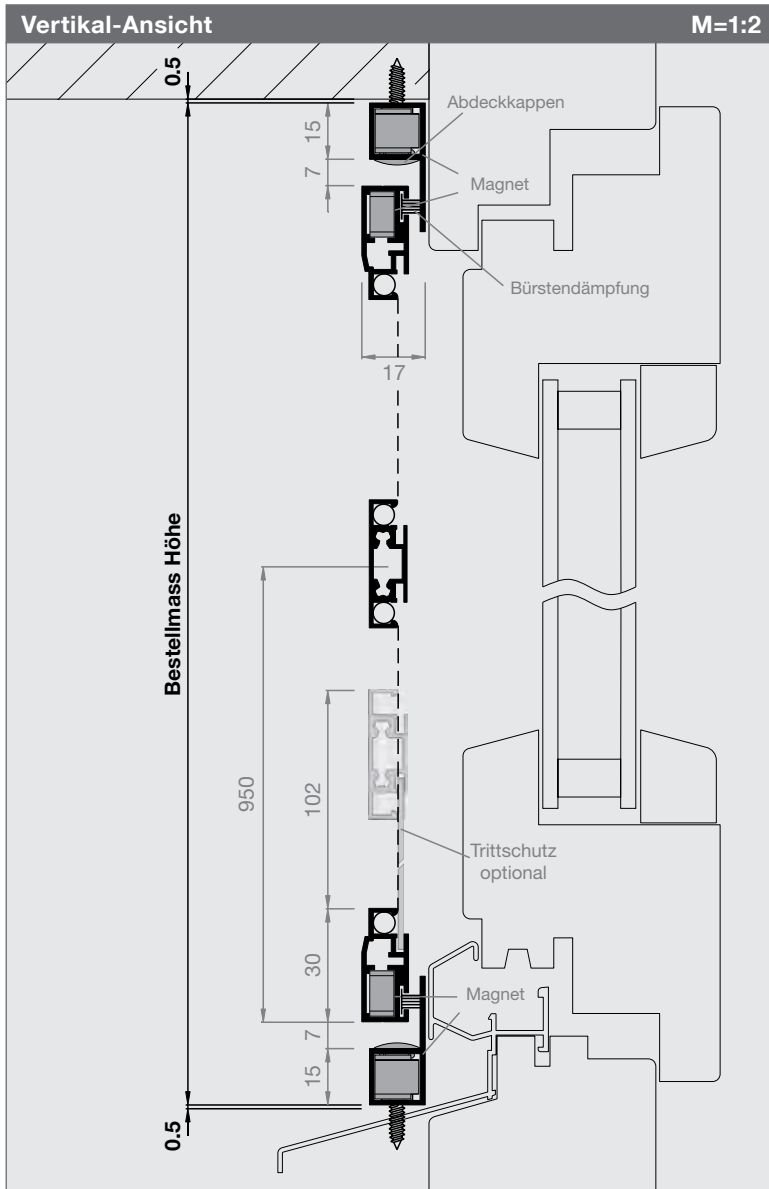 Vertikal-Ansicht M=1:2
0.5
15
Abdeckkappen
7
Magnet
Bürstendämpfung
17
Bestellmass Höhe
950
102
Trittschutz
optional
30
Magnet
7
15
0.5